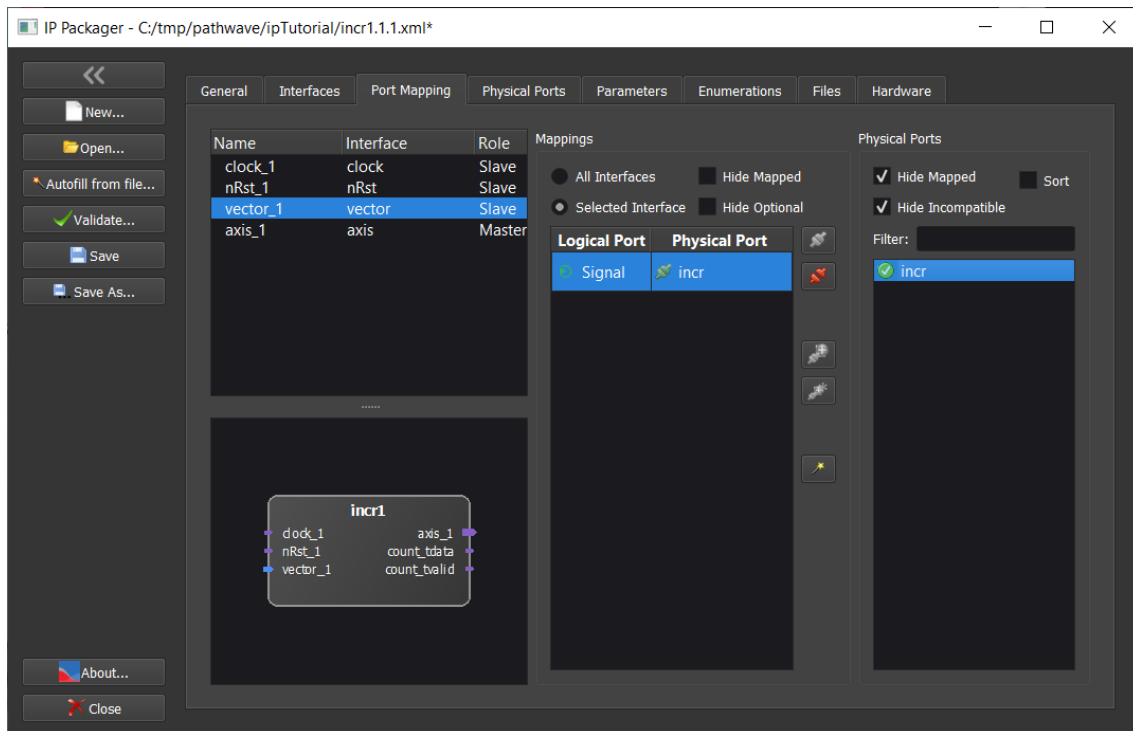 IP Packager - C:/tmp/pathwave/ipTutorial/incr1.1.1.xml*
New...
Open...
Autofill from file...
Validate...
Save
Save As...
About...
Close
General Interfaces Port Mapping Physical Ports Parameters Enumerations Files Hardware
Name Interface Role
clock_1 clock Slave
nRst_1 nRst Slave
vector_1 vector Slave
axis_1 axis Master
incr1
clock_1 axis_1
nRst_1 count_tdata
vector_1 count_tvalid
Mappings
All Interfaces Hide Mapped
Selected Interface Hide Optional
Logical Port Physical Port
Signal incr
Physical Ports
Hide Mapped Sort
Hide Incompatible
Filter:
incr